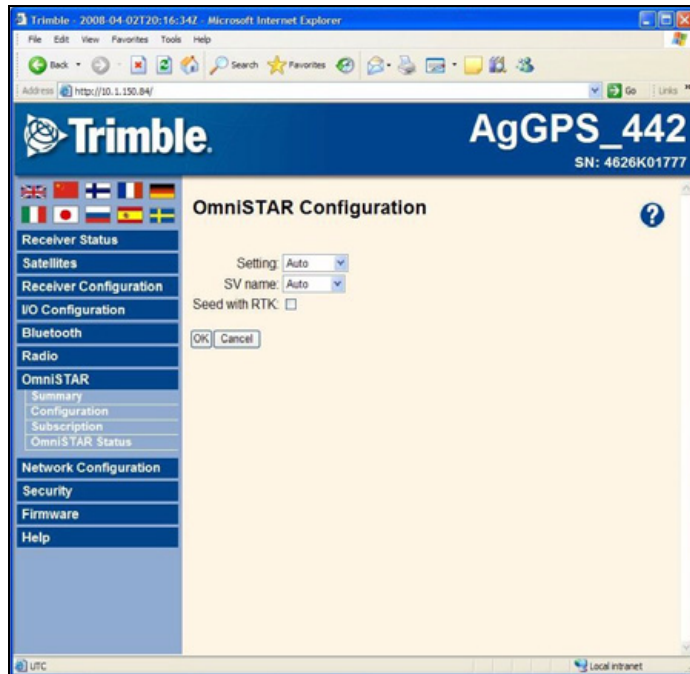 Trimble - 2008-04-02T20:16:34Z - Microsoft Internet Explorer
File Edit View Favorites Tools Help
Back Search Favorites
Address http://10.1.150.84/ Go Links »
Trimble.
AgGPS_442
SN: 4626K01777
OmniSTAR Configuration
?
Receiver Status
Satellites
Receiver Configuration
I/O Configuration
Bluetooth
Radio
OmniSTAR
Summary
Configuration
Subscription
OmniSTAR Status
Network Configuration
Security
Firmware
Help
Setting: Auto
SV name: Auto
Seed with RTK:
OK Cancel
UTC Local intranet